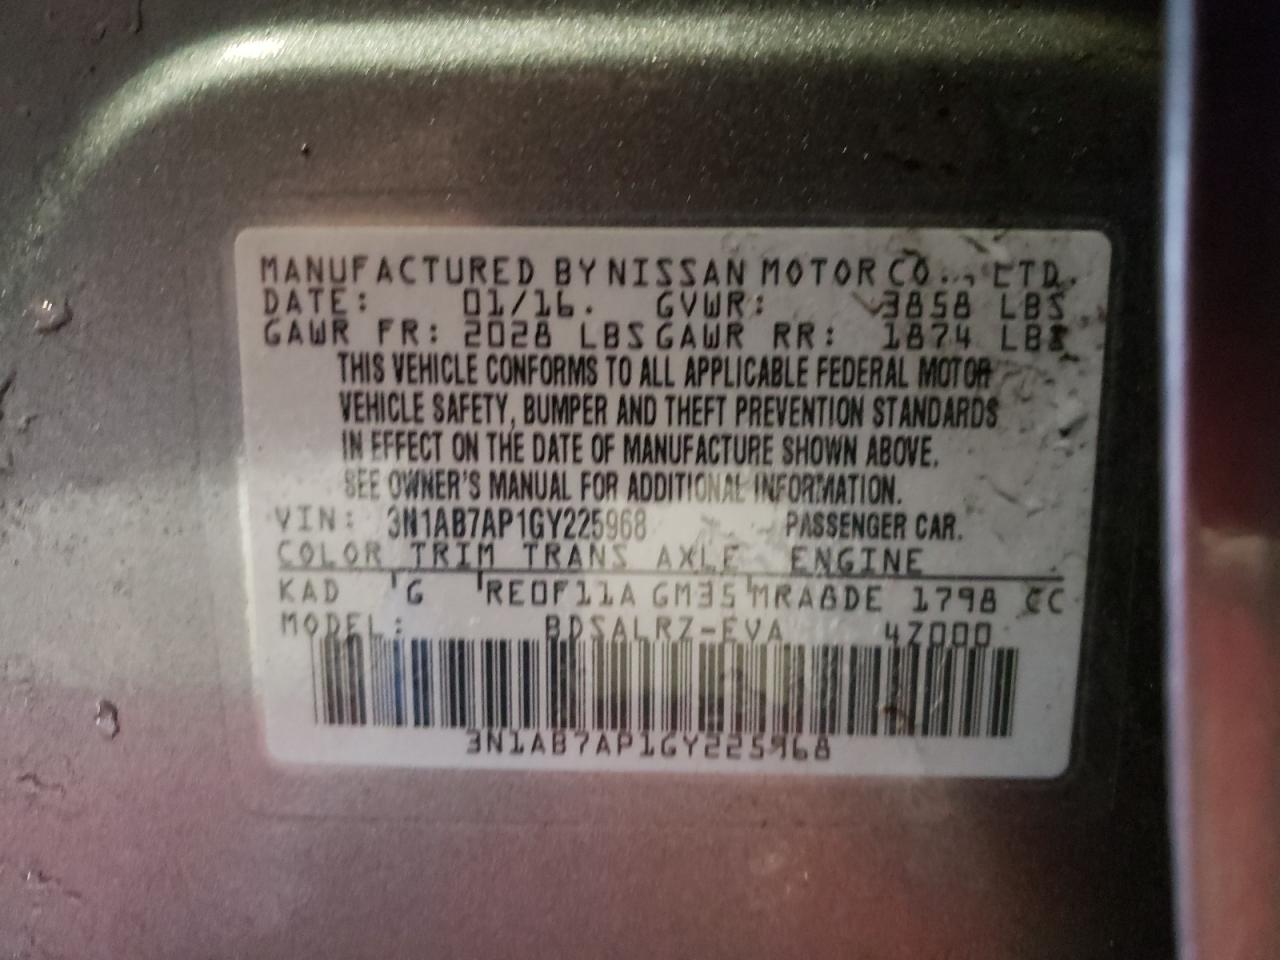 MANUFACTURED BY NISSAN MOTOR CO., LTD.
DATE: 01/16. GVWR: 3858 LBS
GAWR FR: 2028 LBS GAWR RR: 1874 LBS
THIS VEHICLE CONFORMS TO ALL APPLICABLE FEDERAL MOTOR
VEHICLE SAFETY, BUMPER AND THEFT PREVENTION STANDARDS
IN EFFECT ON THE DATE OF MANUFACTURE SHOWN ABOVE.
SEE OWNER'S MANUAL FOR ADDITIONAL INFORMATION.
VIN: 3N1AB7AP1GY225968 PASSENGER CAR.
COLOR TRIM TRANS AXLE ENGINE
KAD G RE0F11A GM35 MRA8DE 1798 CC
MODEL: BDSALRZ-EVA 47000
3N1AB7AP1GY225968